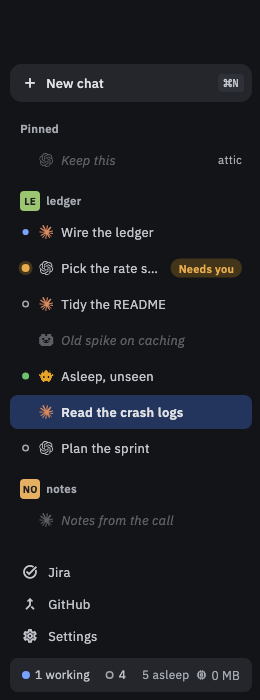 New chat ⌘N
Pinned
Keep this attic
LE ledger
Wire the ledger
Pick the rate s... Needs you
Tidy the README
Old spike on caching
Asleep, unseen
Read the crash logs
Plan the sprint
NO notes
Notes from the call
Jira
GitHub
Settings
1 working 4 5 asleep 0 MB